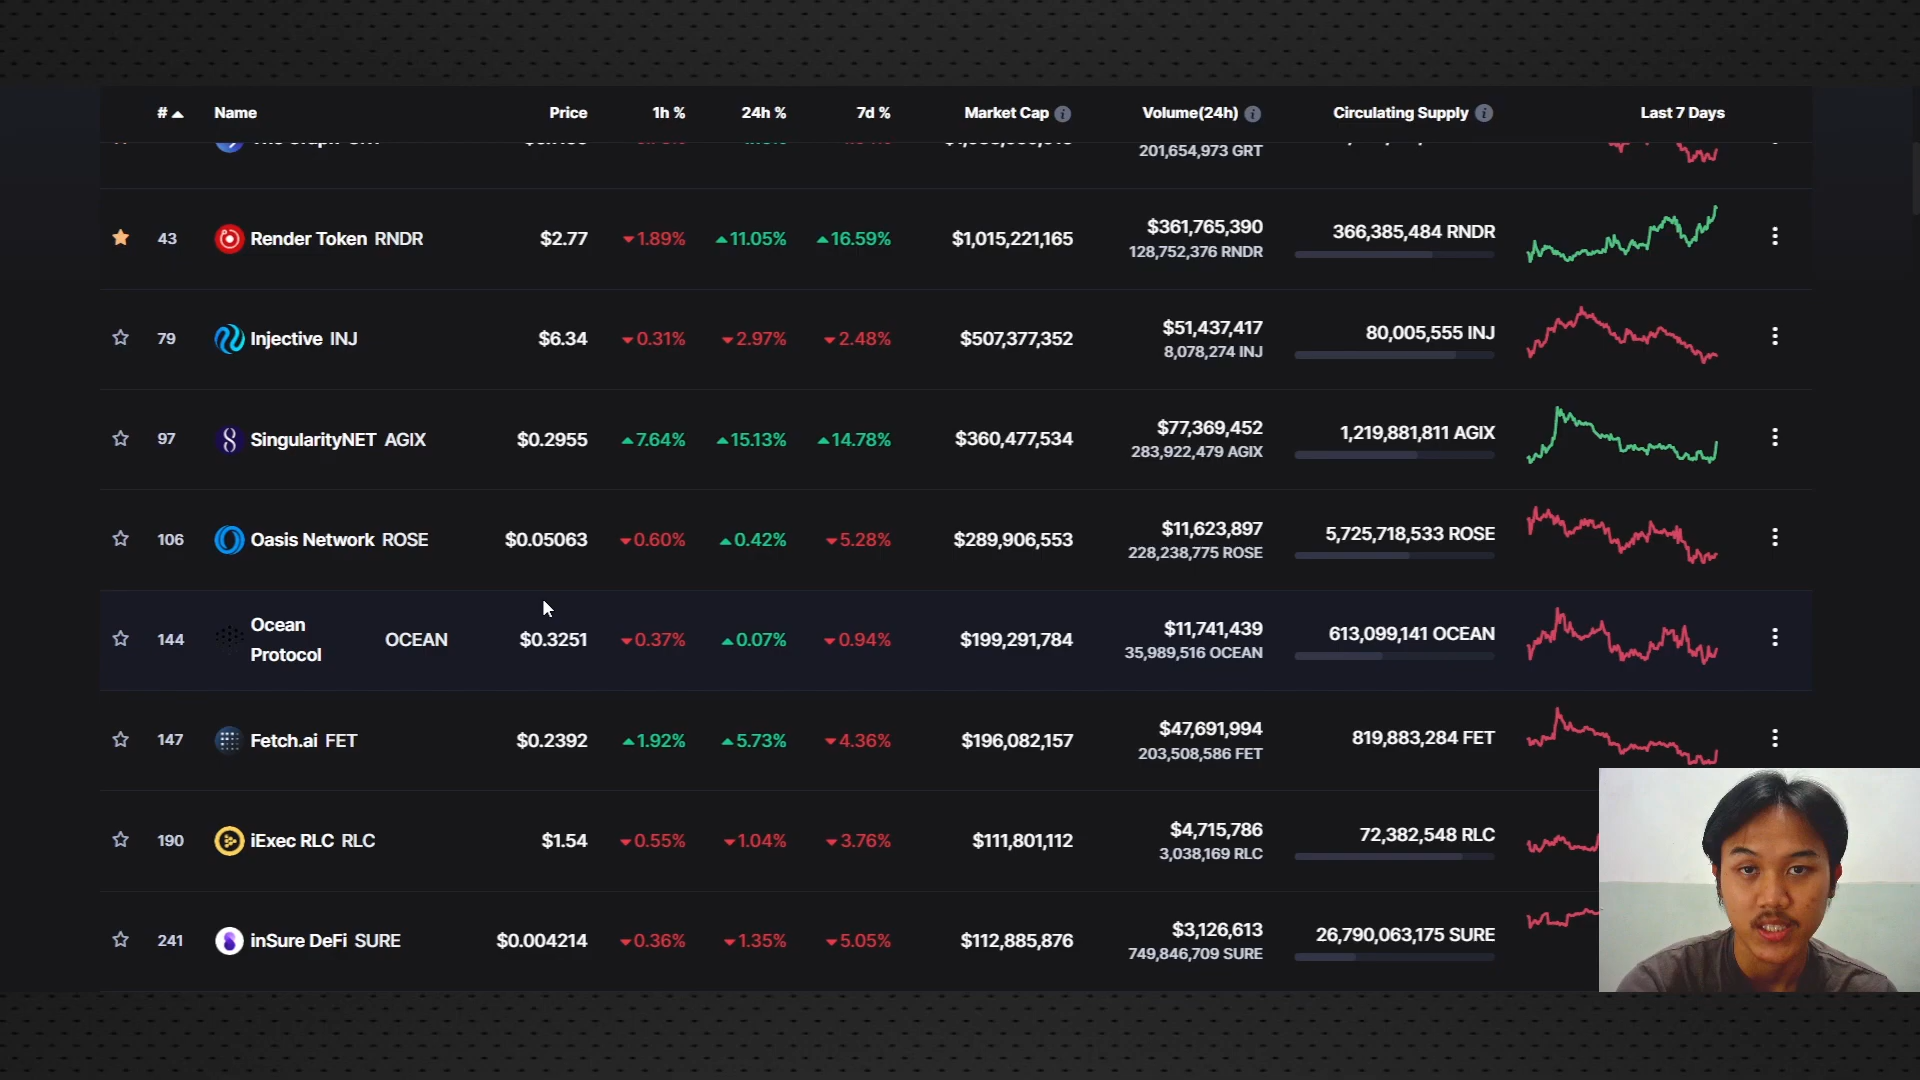 # Name Price 1h % 24h % 7d % Market Cap Volume(24h) Circulating Supply Last 7 Days
201,654,973 GRT
43 Render Token RNDR $2.77 1.89% 11.05% 16.59% $1,015,221,165 $361,765,390 366,385,484 RNDR
128,752,376 RNDR
79 Injective INJ $6.34 0.31% 2.97% 2.48% $507,377,352 $51,437,417 80,005,555 INJ
8,078,274 INJ
97 SingularityNET AGIX $0.2955 7.64% 15.13% 14.78% $360,477,534 $77,369,452 1,219,881,811 AGIX
283,922,479 AGIX
106 Oasis Network ROSE $0.05063 0.60% 0.42% 5.28% $289,906,553 $11,623,897 5,725,718,533 ROSE
228,238,775 ROSE
144 Ocean Protocol OCEAN $0.3251 0.37% 0.07% 0.94% $199,291,784 $11,741,439 613,099,141 OCEAN
35,989,516 OCEAN
147 Fetch.ai FET $0.2392 1.92% 5.73% 4.36% $196,082,157 $47,691,994 819,883,284 FET
203,508,586 FET
190 iExec RLC RLC $1.54 0.55% 1.04% 3.76% $111,801,112 $4,715,786 72,382,548 RLC
3,038,169 RLC
241 inSure DeFi SURE $0.004214 0.36% 1.35% 5.05% $112,885,876 $3,126,613 26,790,063,175 SURE
749,846,709 SURE